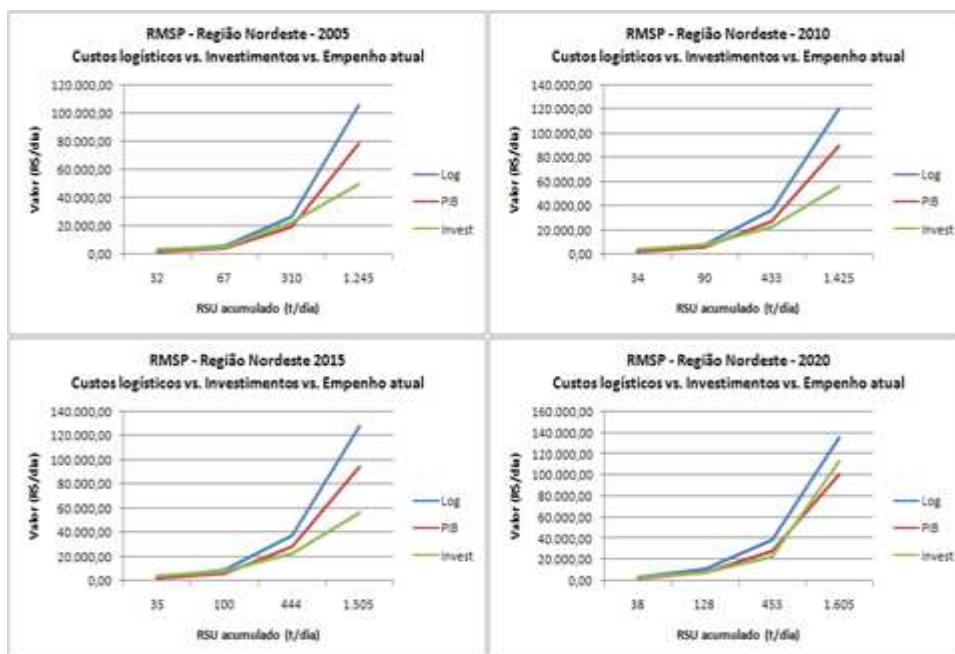 RMSP - Região Nordeste - 2005
Custos logísticos vs. Investimentos vs. Empenho atual
Valor (R$/dia)
120.000,00
100.000,00
80.000,00
60.000,00
40.000,00
20.000,00
0,00
32 67 310 1.245
RSU acumulado (t/dia)
Log
PIB
Invest
RMSP - Região Nordeste - 2010
Custos logísticos vs. Investimentos vs. Empenho atual
Valor (R$/dia)
140.000,00
120.000,00
100.000,00
80.000,00
60.000,00
40.000,00
20.000,00
0,00
34 90 433 1.425
RSU acumulado (t/dia)
Log
PIB
Invest
RMSP - Região Nordeste 2015
Custos logísticos vs. Investimentos vs. Empenho atual
Valor (R$/dia)
140.000,00
120.000,00
100.000,00
80.000,00
60.000,00
40.000,00
20.000,00
0,00
35 100 444 1.505
RSU acumulado (t/dia)
Log
PIB
Invest
RMSP - Região Nordeste - 2020
Custos logísticos vs. Investimentos vs. Empenho atual
Valor (R$/dia)
160.000,00
140.000,00
120.000,00
100.000,00
80.000,00
60.000,00
40.000,00
20.000,00
0,00
38 128 453 1.605
RSU acumulado (t/dia)
Log
PIB
Invest